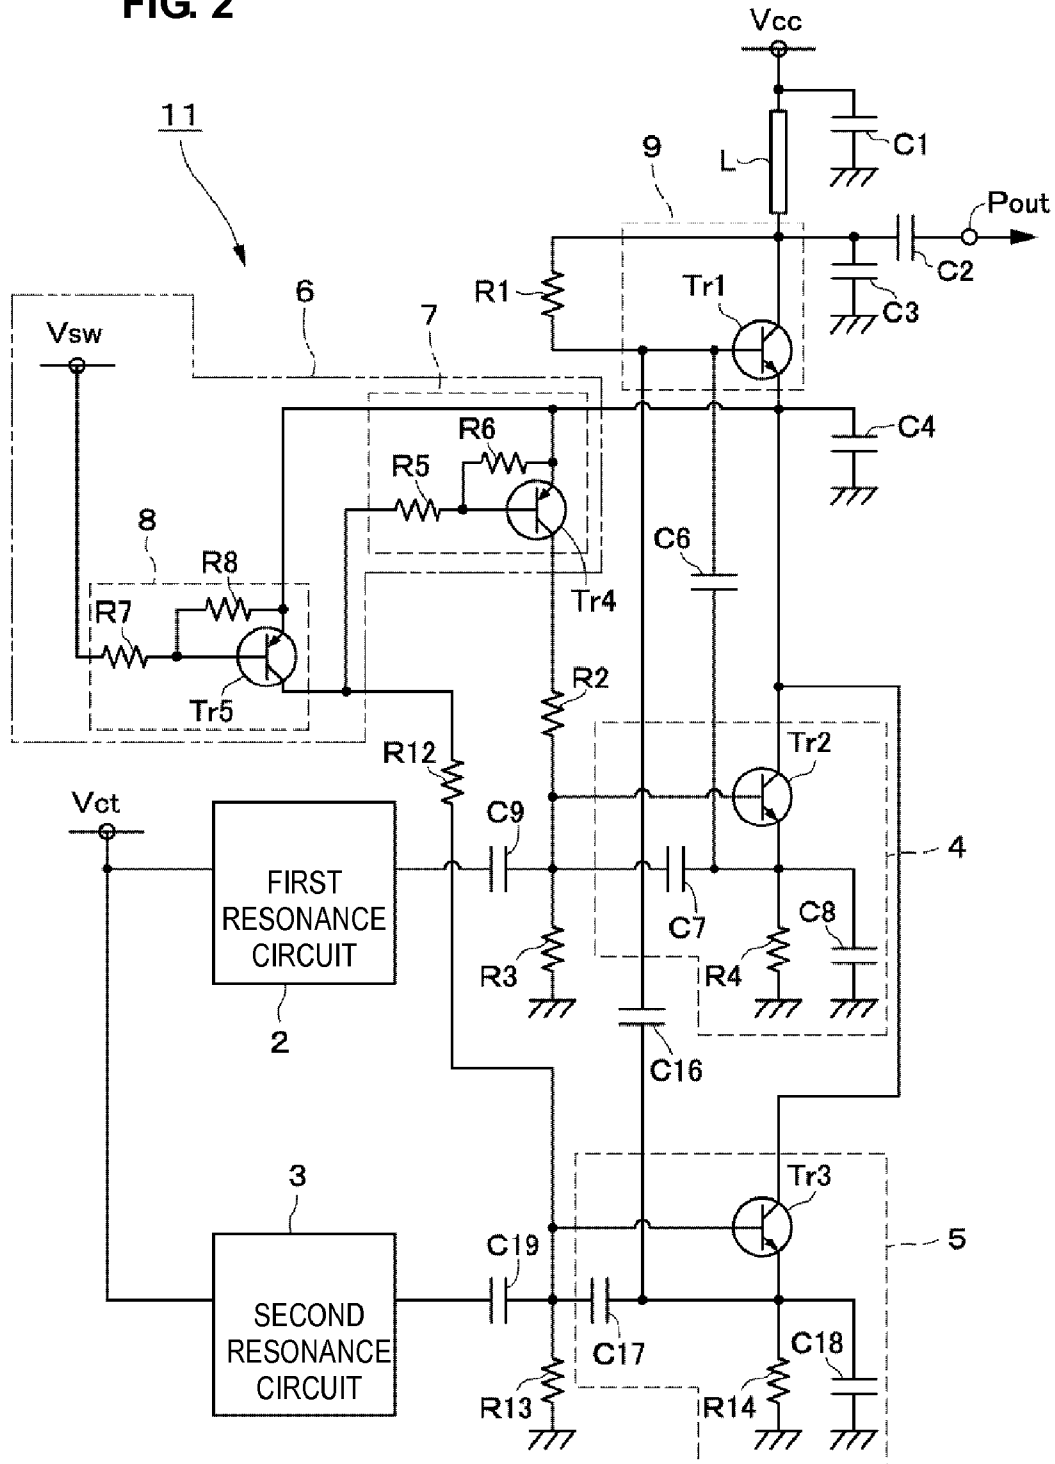 FIG. 2
Vcc
11
C1
L
9
Pout
C2
R1
Tr1
C3
6
Vsw
7
C4
R6
R5
8
C6
R8
Tr4
R7
R2
Tr5
Tr2
R12
Vct
C9
4
FIRST
RESONANCE
CIRCUIT
C7
C8
R3
R4
2
C16
3
Tr3
C19
5
SECOND
RESONANCE
CIRCUIT
C17
C18
R13
R14